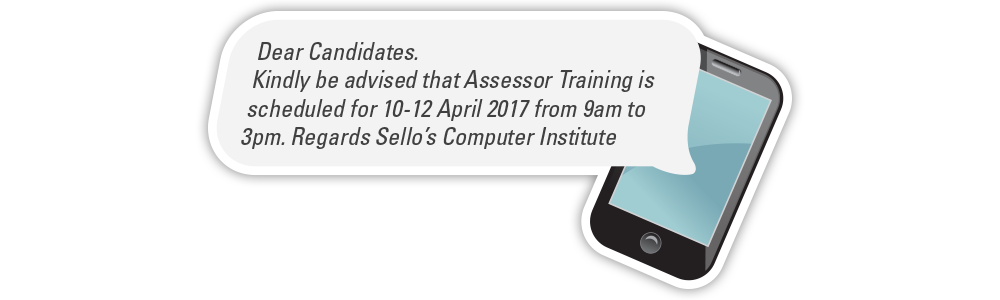 Dear Candidates.
Kindly be advised that Assessor Training is
scheduled for 10-12 April 2017 from 9am to
3pm. Regards Sello’s Computer Institute